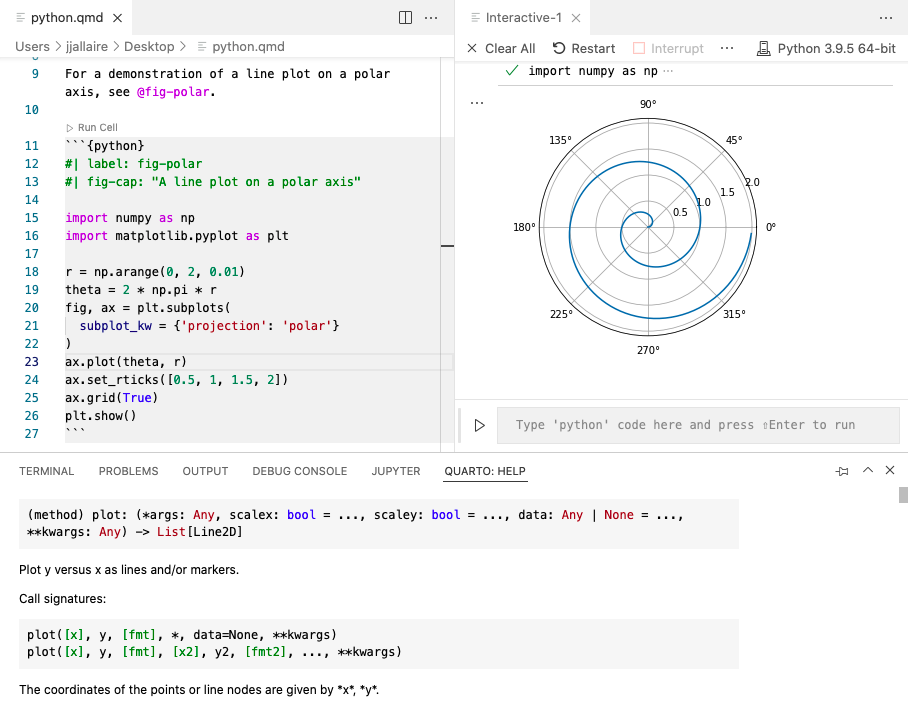 python.qmd
Users > jjallaire > Desktop > python.qmd
9 For a demonstration of a line plot on a polar
axis, see @fig-polar.
10
Run Cell
11 ```{python}
12 #| label: fig-polar
13 #| fig-cap: "A line plot on a polar axis"
14
15 import numpy as np
16 import matplotlib.pyplot as plt
17
18 r = np.arange(0, 2, 0.01)
19 theta = 2 * np.pi * r
20 fig, ax = plt.subplots(
21 subplot_kw = {'projection': 'polar'}
22 )
23 ax.plot(theta, r)
24 ax.set_rticks([0.5, 1, 1.5, 2])
25 ax.grid(True)
26 plt.show()
27 ```
Interactive-1
Clear All Restart Interrupt ··· Python 3.9.5 64-bit
import numpy as np ···
90°
135° 45°
2.0
1.5
1.0
0.5
180° 0°
225° 315°
270°
Type 'python' code here and press ⇧Enter to run
TERMINAL PROBLEMS OUTPUT DEBUG CONSOLE JUPYTER QUARTO: HELP
(method) plot: (*args: Any, scalex: bool = ..., scaley: bool = ..., data: Any | None = ...,
**kwargs: Any) -> List[Line2D]
Plot y versus x as lines and/or markers.
Call signatures:
plot([x], y, [fmt], *, data=None, **kwargs)
plot([x], y, [fmt], [x2], y2, [fmt2], ..., **kwargs)
The coordinates of the points or line nodes are given by *x*, *y*.